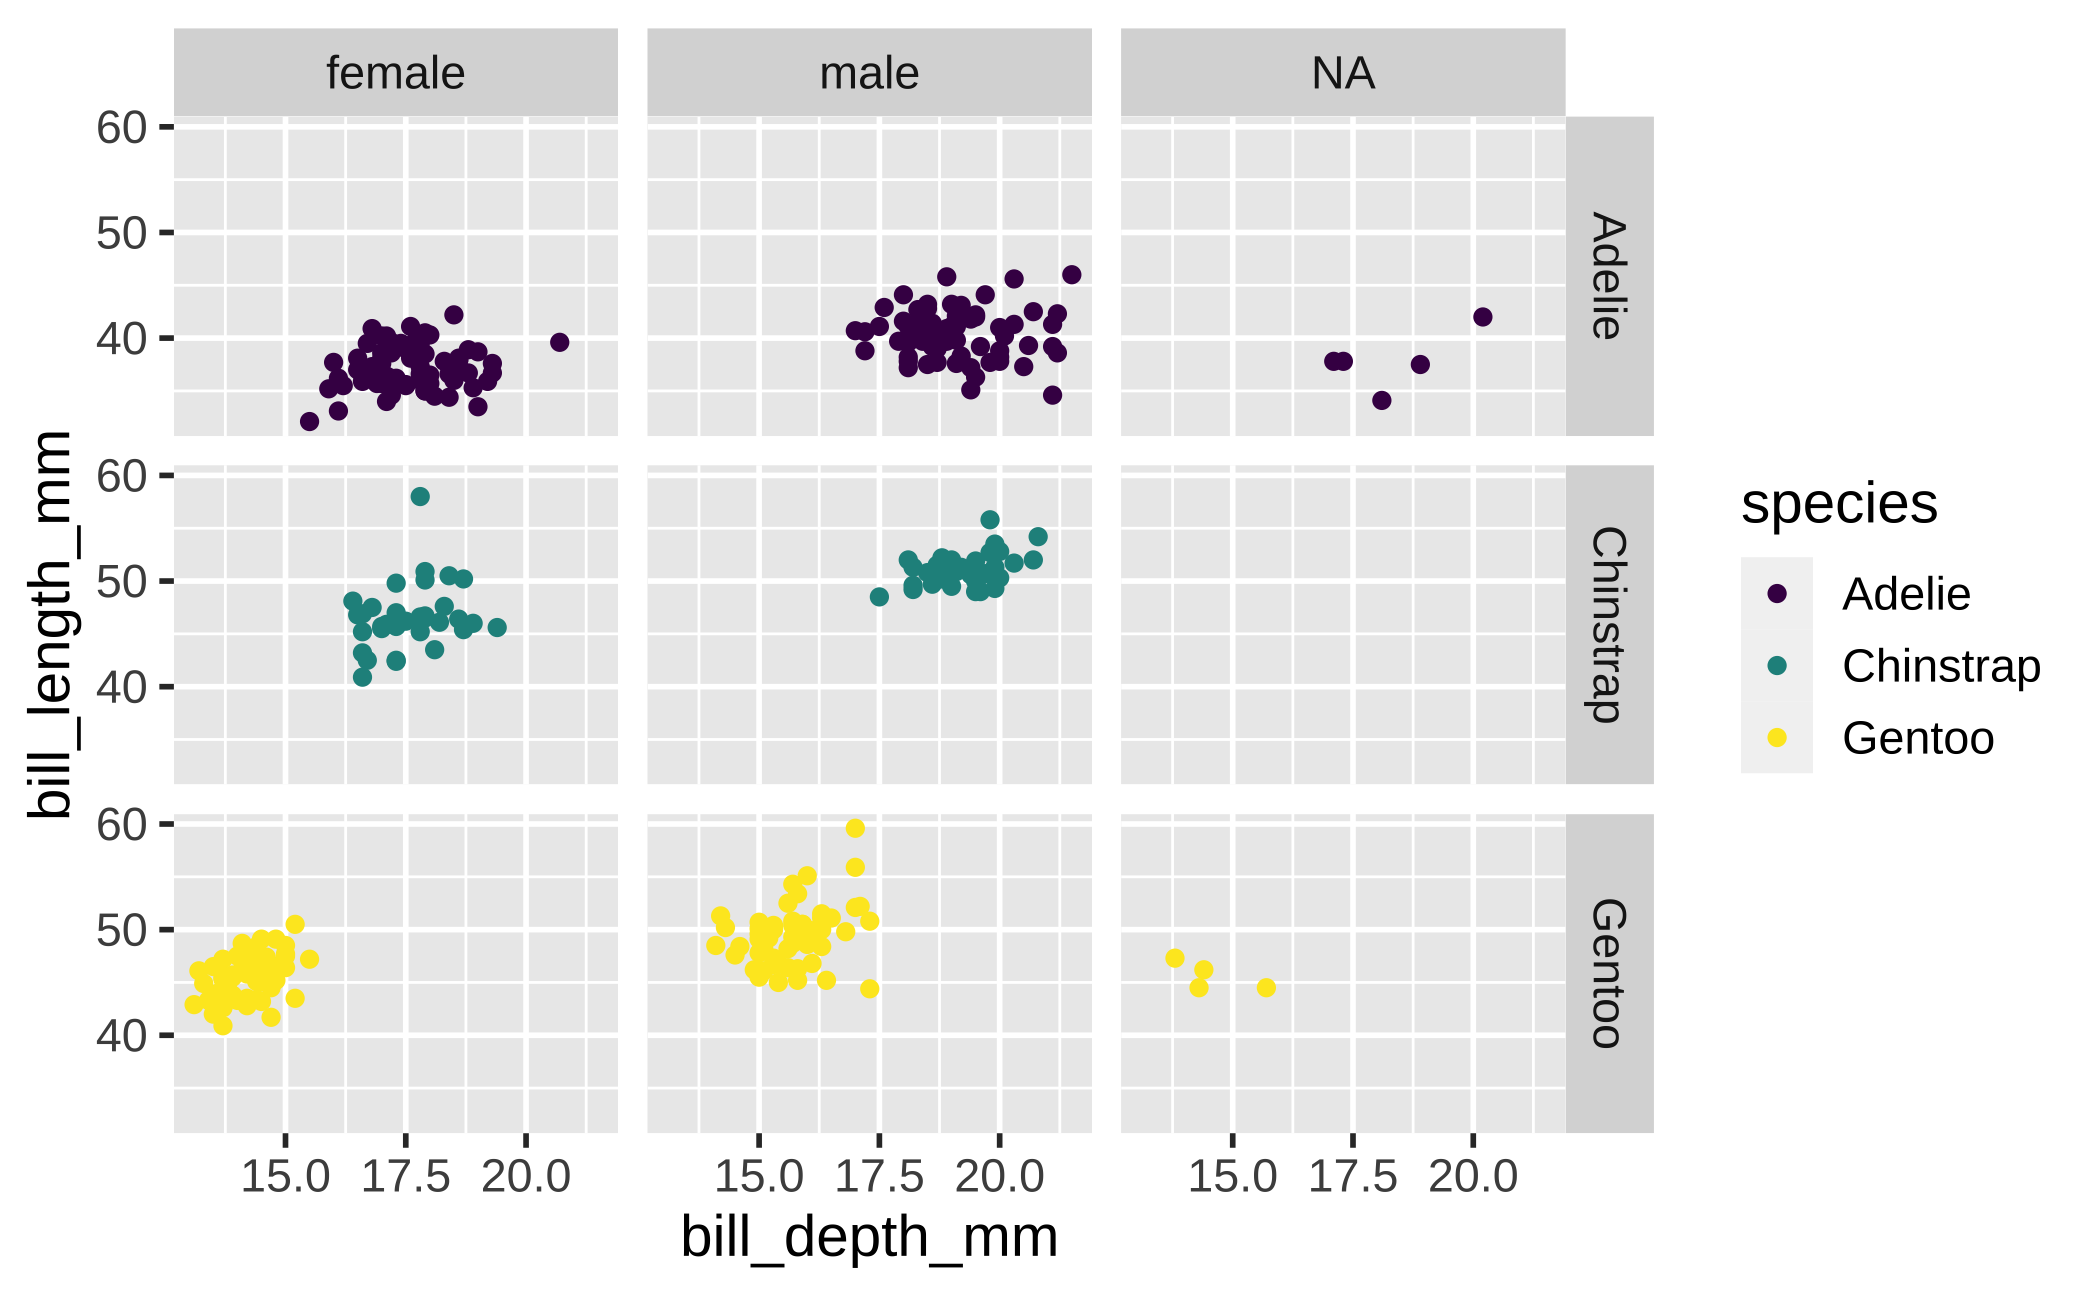 female male NA
60
50
40
Adelie
60
50
40
Chinstrap
60
50
40
Gentoo
15.0 17.5 20.0 15.0 17.5 20.0 15.0 17.5 20.0
bill_depth_mm
bill_length_mm
species
Adelie
Chinstrap
Gentoo